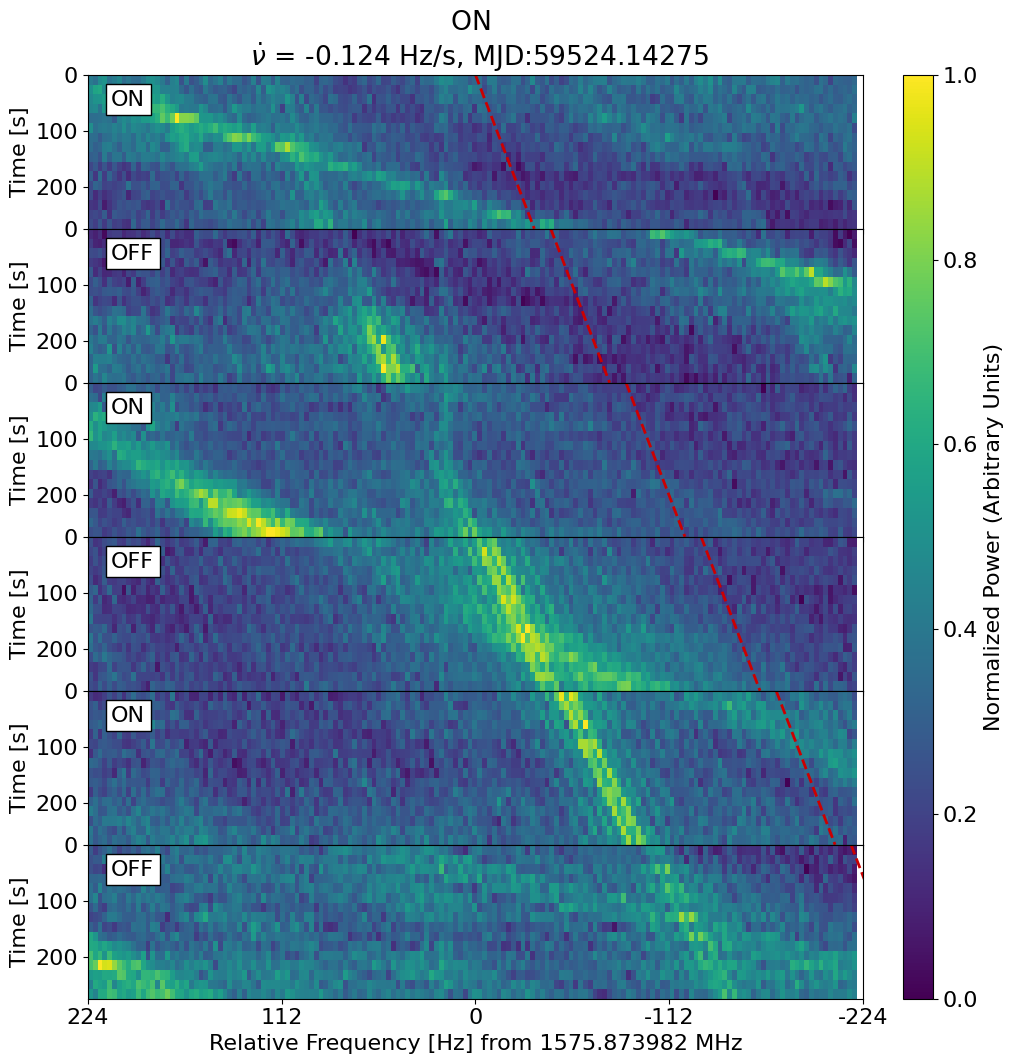 ON
ν̇ = -0.124 Hz/s, MJD:59524.14275
0
ON
100
200
Time [s]
0
OFF
100
200
Time [s]
0
ON
100
200
Time [s]
0
OFF
100
200
Time [s]
0
ON
100
200
Time [s]
0
OFF
100
200
Time [s]
224 112 0 -112 -224
Relative Frequency [Hz] from 1575.873982 MHz
1.0
0.8
0.6
0.4
0.2
0.0
Normalized Power (Arbitrary Units)